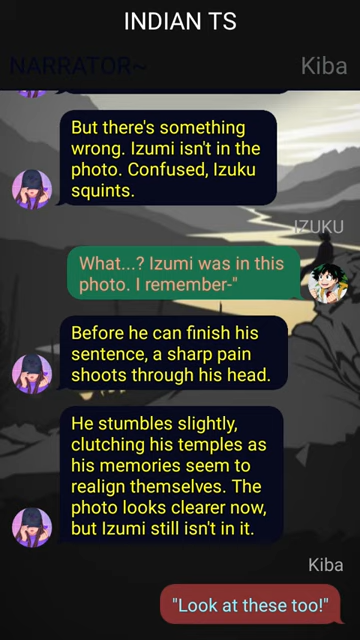 INDIAN TS
NARRATOR~
Kiba
But there's something
wrong. Izumi isn't in the
photo. Confused, Izuku
squints.
IZUKU
What...? Izumi was in this
photo. I remember-"
Before he can finish his
sentence, a sharp pain
shoots through his head.
He stumbles slightly,
clutching his temples as
his memories seem to
realign themselves. The
photo looks clearer now,
but Izumi still isn't in it.
Kiba
"Look at these too!"